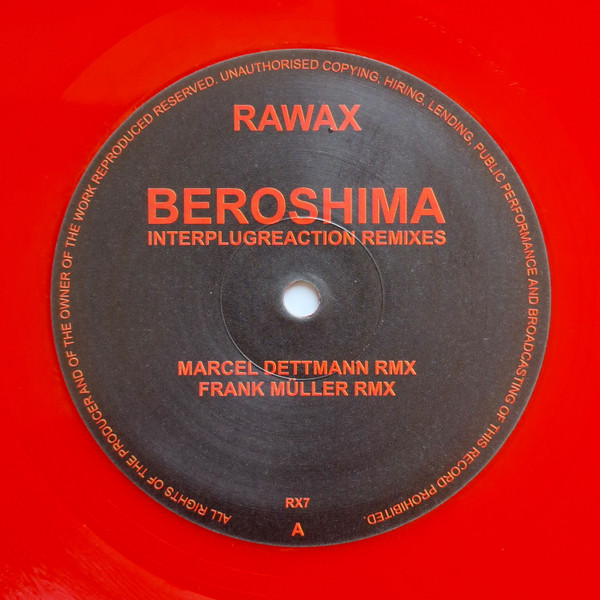 RAWAX
BEROSHIMA
INTERPLUGREACTION REMIXES
MARCEL DETTMANN RMX
FRANK MÜLLER RMX
RX7
A
ALL RIGHTS OF THE PRODUCER AND OF THE OWNER OF THE WORK REPRODUCED RESERVED. UNAUTHORISED COPYING, HIRING, LENDING, PUBLIC PERFORMANCE AND BROADCASTING OF THIS RECORD PROHIBITED.